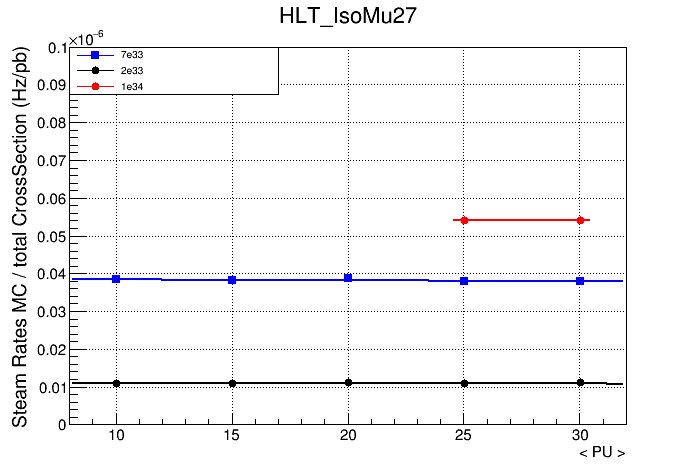 HLT_IsoMu27
×10⁻⁶
0.1
0.09
0.08
0.07
0.06
0.05
0.04
0.03
0.02
0.01
0
Steam Rates MC / total CrossSection (Hz/pb)
7e33
2e33
1e34
10 15 20 25 30
< PU >